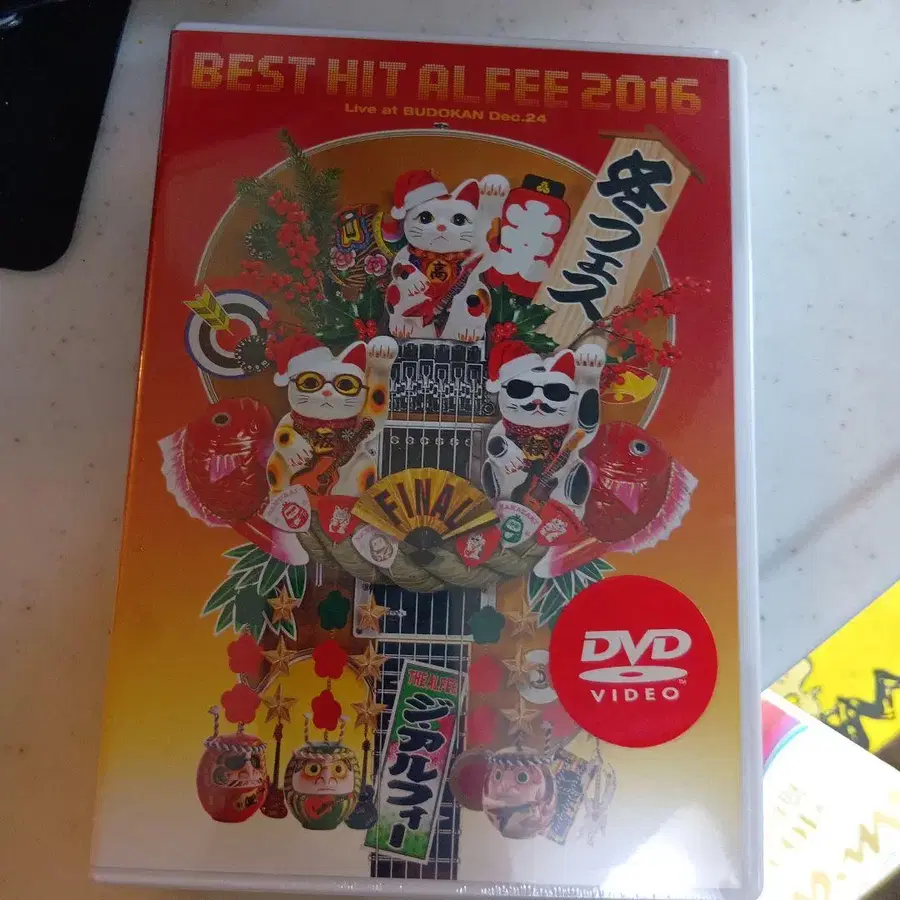 BEST HIT ALFEE 2016
Live at BUDOKAN Dec.24
冬フェス
高
FINAL
DVD
VIDEO
THE ALFEE
ジ・アルフィー